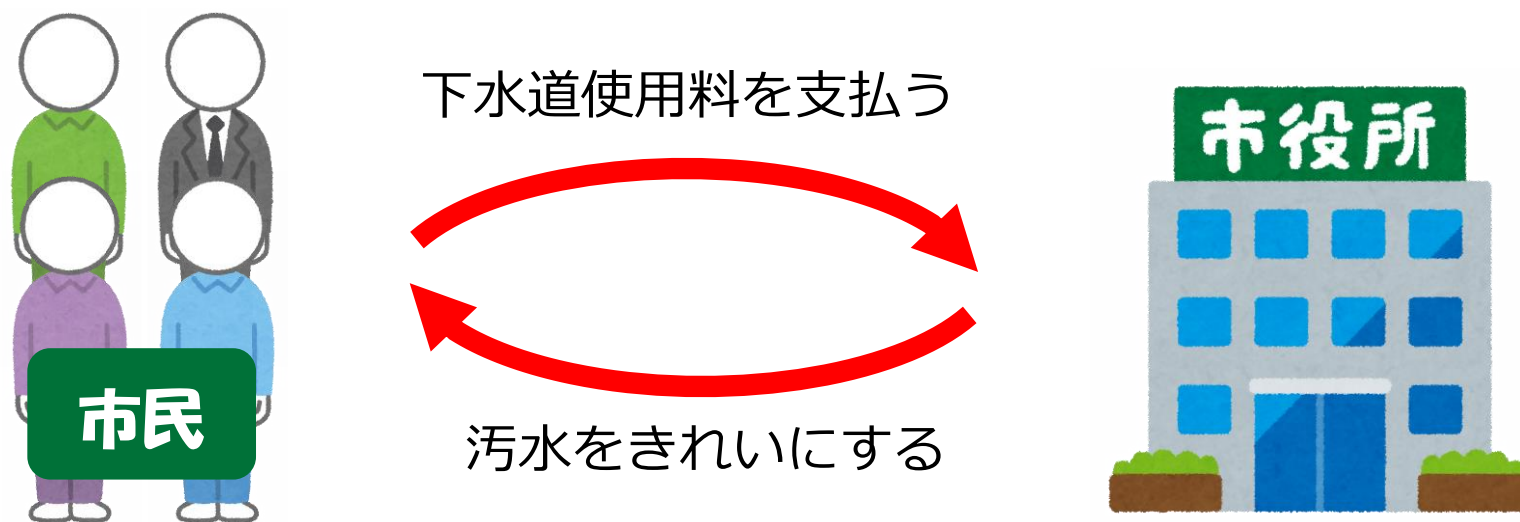 下水道使用料を支払う
市役所
市民
汚水をきれいにする